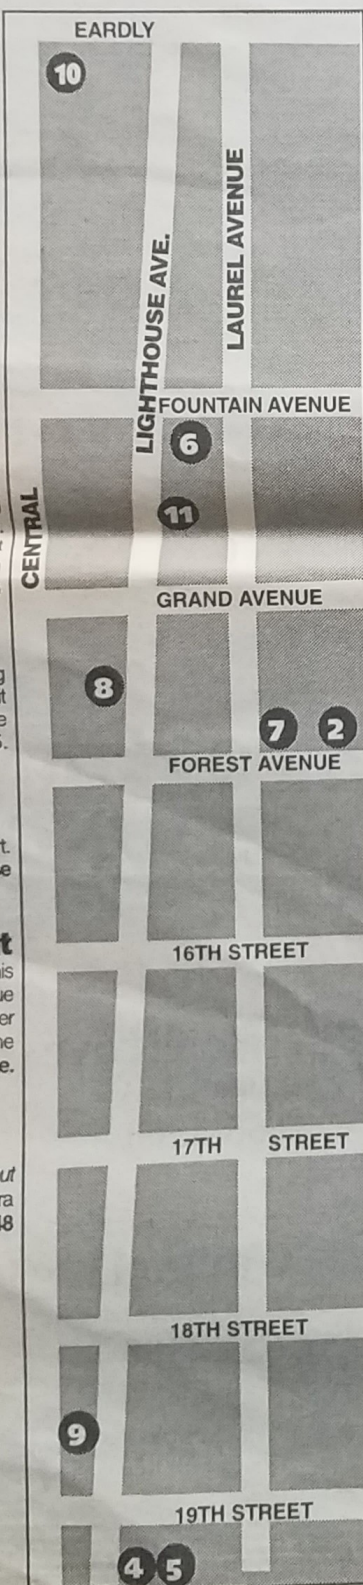 EARDLY
10
LAUREL AVENUE
LIGHTHOUSE AVE.
FOUNTAIN AVENUE
6
11
CENTRAL
GRAND AVENUE
8
7 2
FOREST AVENUE
16TH STREET
17TH STREET
18TH STREET
9
19TH STREET
4 5